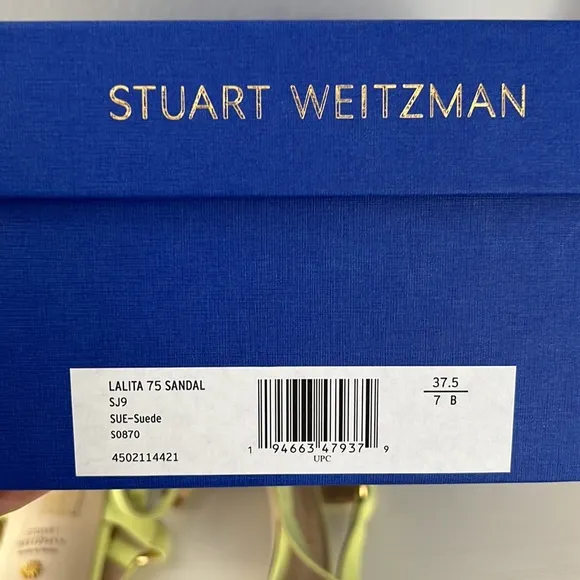 STUART WEITZMAN
LALITA 75 SANDAL
SJ9
SUE-Suede
S0870
4502114421
1 94663 47937 9
UPC
37.5
7 B